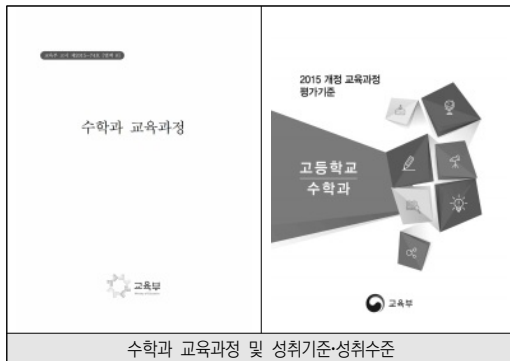 수학과 교육과정
교육부
2015 개정 교육과정
평가기준
고등학교
수학과
교육부
수학과 교육과정 및 성취기준·성취수준